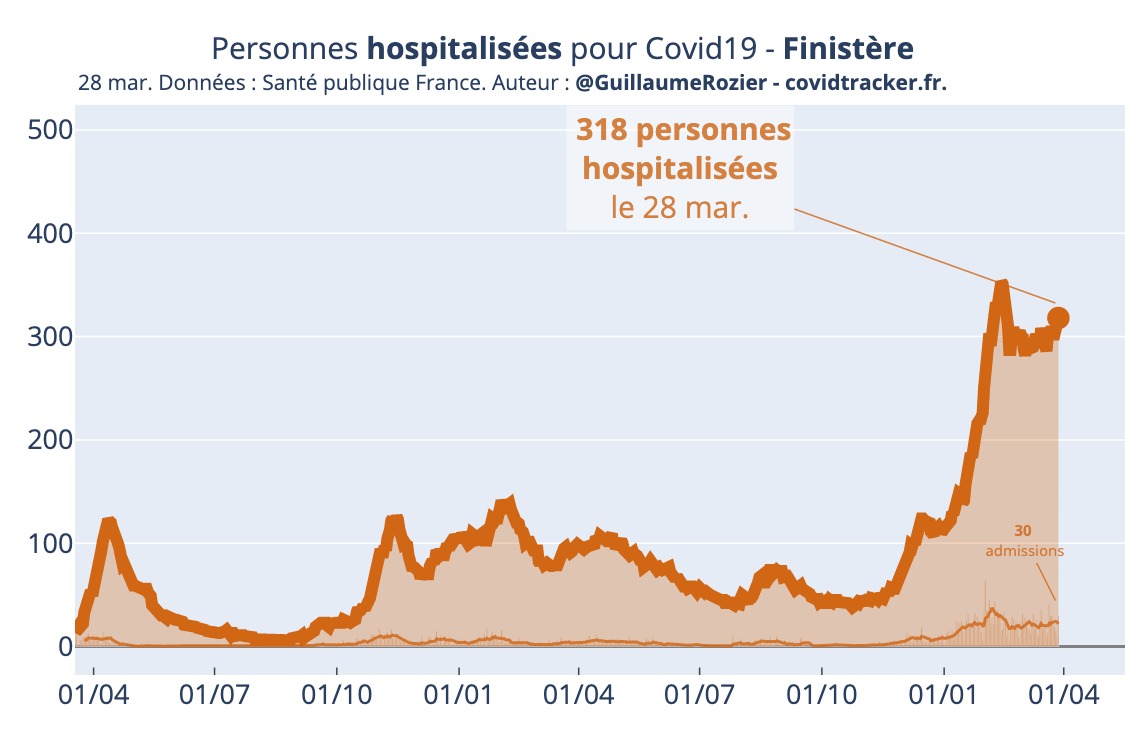 Personnes hospitalisées pour Covid19 - Finistère
28 mar. Données : Santé publique France. Auteur : @GuillaumeRozier - covidtracker.fr.
318 personnes
hospitalisées
le 28 mar.
500
400
300
200
100
0
30
admissions
01/04 01/07 01/10 01/01 01/04 01/07 01/10 01/01 01/04